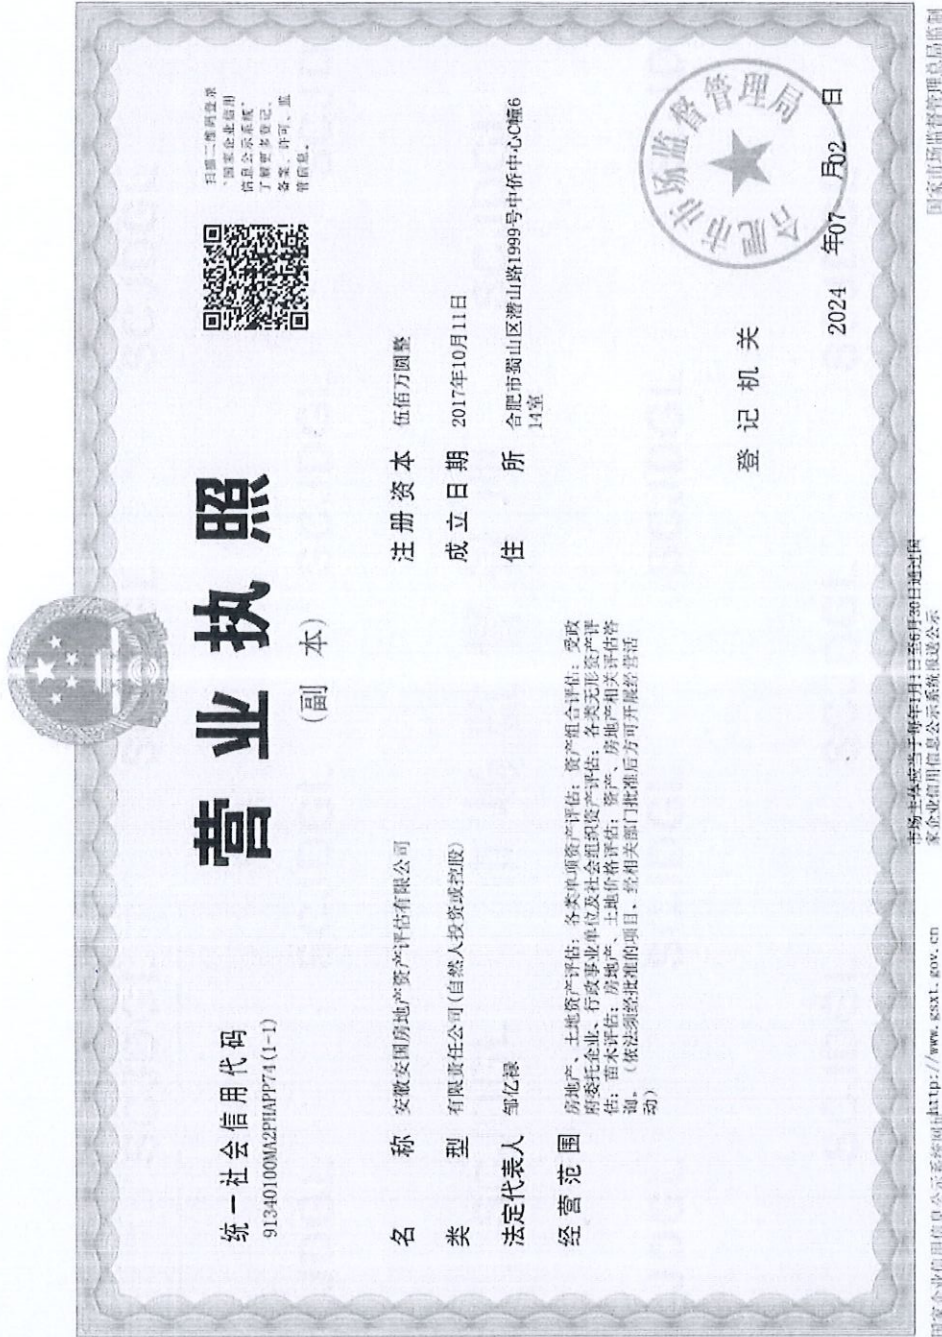 营业执照
(副 本)
统一社会信用代码
91340100MA2PHAPP74(1-1)
扫描二维码登录
“国家企业信用
信息公示系统”
了解更多登记、
备案、许可、监
管信息。
名 称 安徽安国房地产资产评估有限公司
类 型 有限责任公司(自然人投资或控股)
法定代表人 邹亿禄
经营范围 房地产、土地资产评估；各类单项资产评估；资产组合评估；受政
府委托企业、行政事业单位及社会组织资产评估、各类无形资产评
估；苗木评估；房地产、土地价格评估；资产、房地产相关评估咨
询。（依法须经批准的项目，经相关部门批准后方可开展经营活
动）
注册资本 伍佰万圆整
成立日期 2017年10月11日
住 所 合肥市蜀山区潜山路1999号中侨中心C幢6
14室
登记机关
合肥市市场监督管理局
2024 年07 月02 日
国家企业信用信息公示系统网址http://www.gsxt.gov.cn
市场主体应当于每年1月1日至6月30日通过国
家企业信用信息公示系统报送公示
国家市场监督管理总局监制